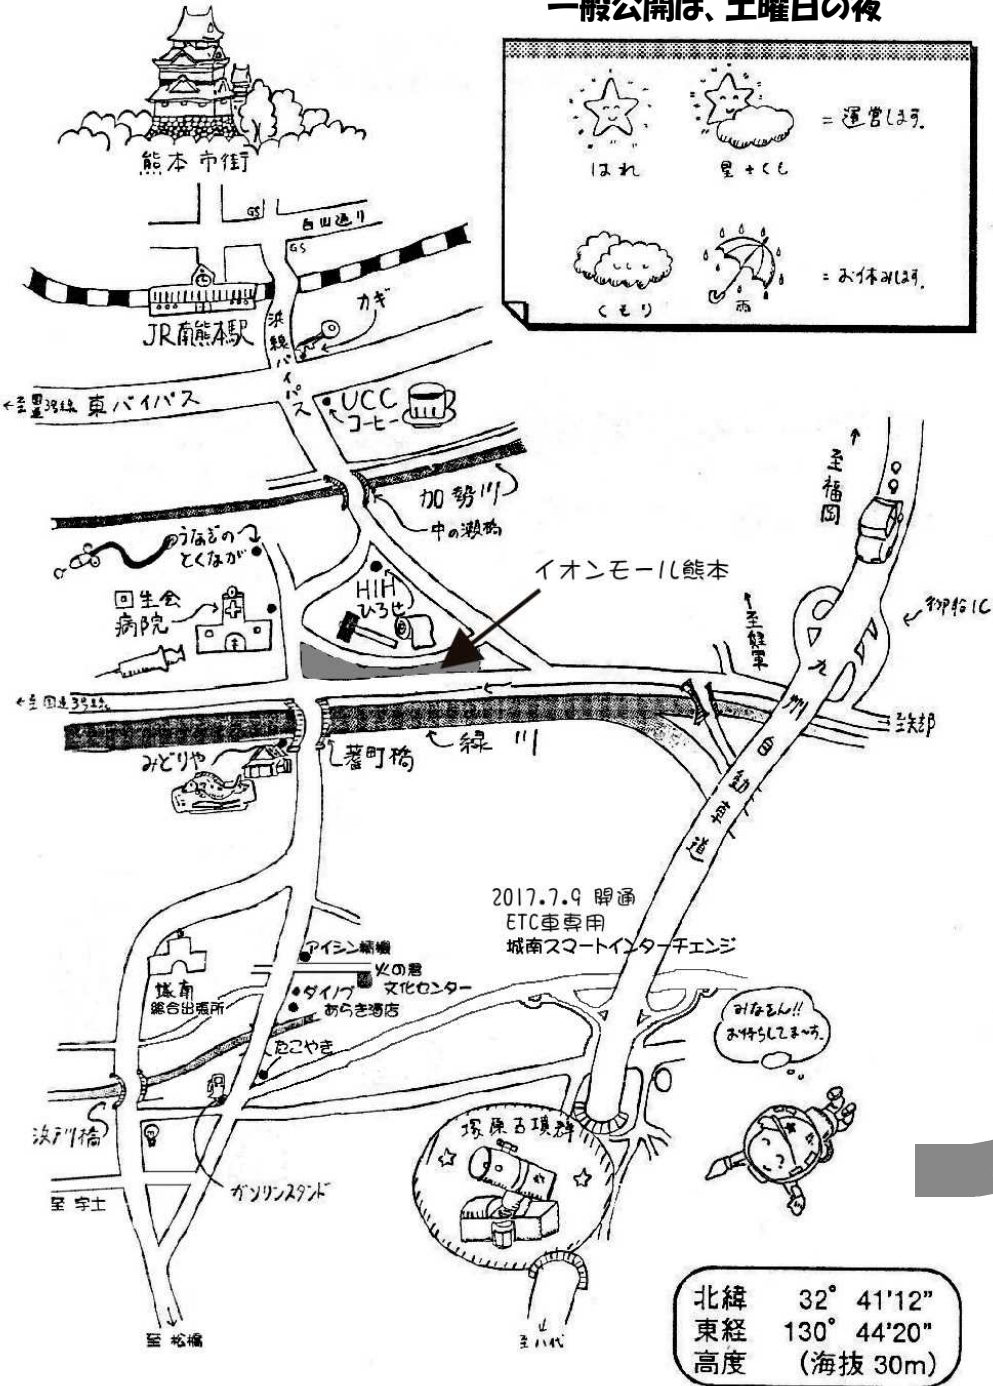 一般公開は、土曜日の夜
はれ
星+くも
=運営します。
くもり
雨
=お休みします。
熊本市街
GS
白山通り
GS
JR南熊本駅
カギ
浜線バイパス
←至国道3号線 東バイパス
UCC
コーヒー
至福岡
加勢川
中の瀬橋
うなぎの
とくなが
イオンモール熊本
HIH
ひろせ
回生会
病院
御船IC
至健軍
←至国道3号線
至矢部
みどりや
緑川
九州自動車道
2017.7.9 開通
ETC車専用
城南スマートインターチェンジ
アイシン精機
火の君
文化センター
城南
総合出張所
ダイノブ
あらき酒店
みなさん!!
お待ちしてま〜す。
たこやき
塚原古墳群
ガソリンスタンド
至宇土
至松橋
至八代
北緯 32° 41'12"
東経 130° 44'20"
高度 (海抜 30m)